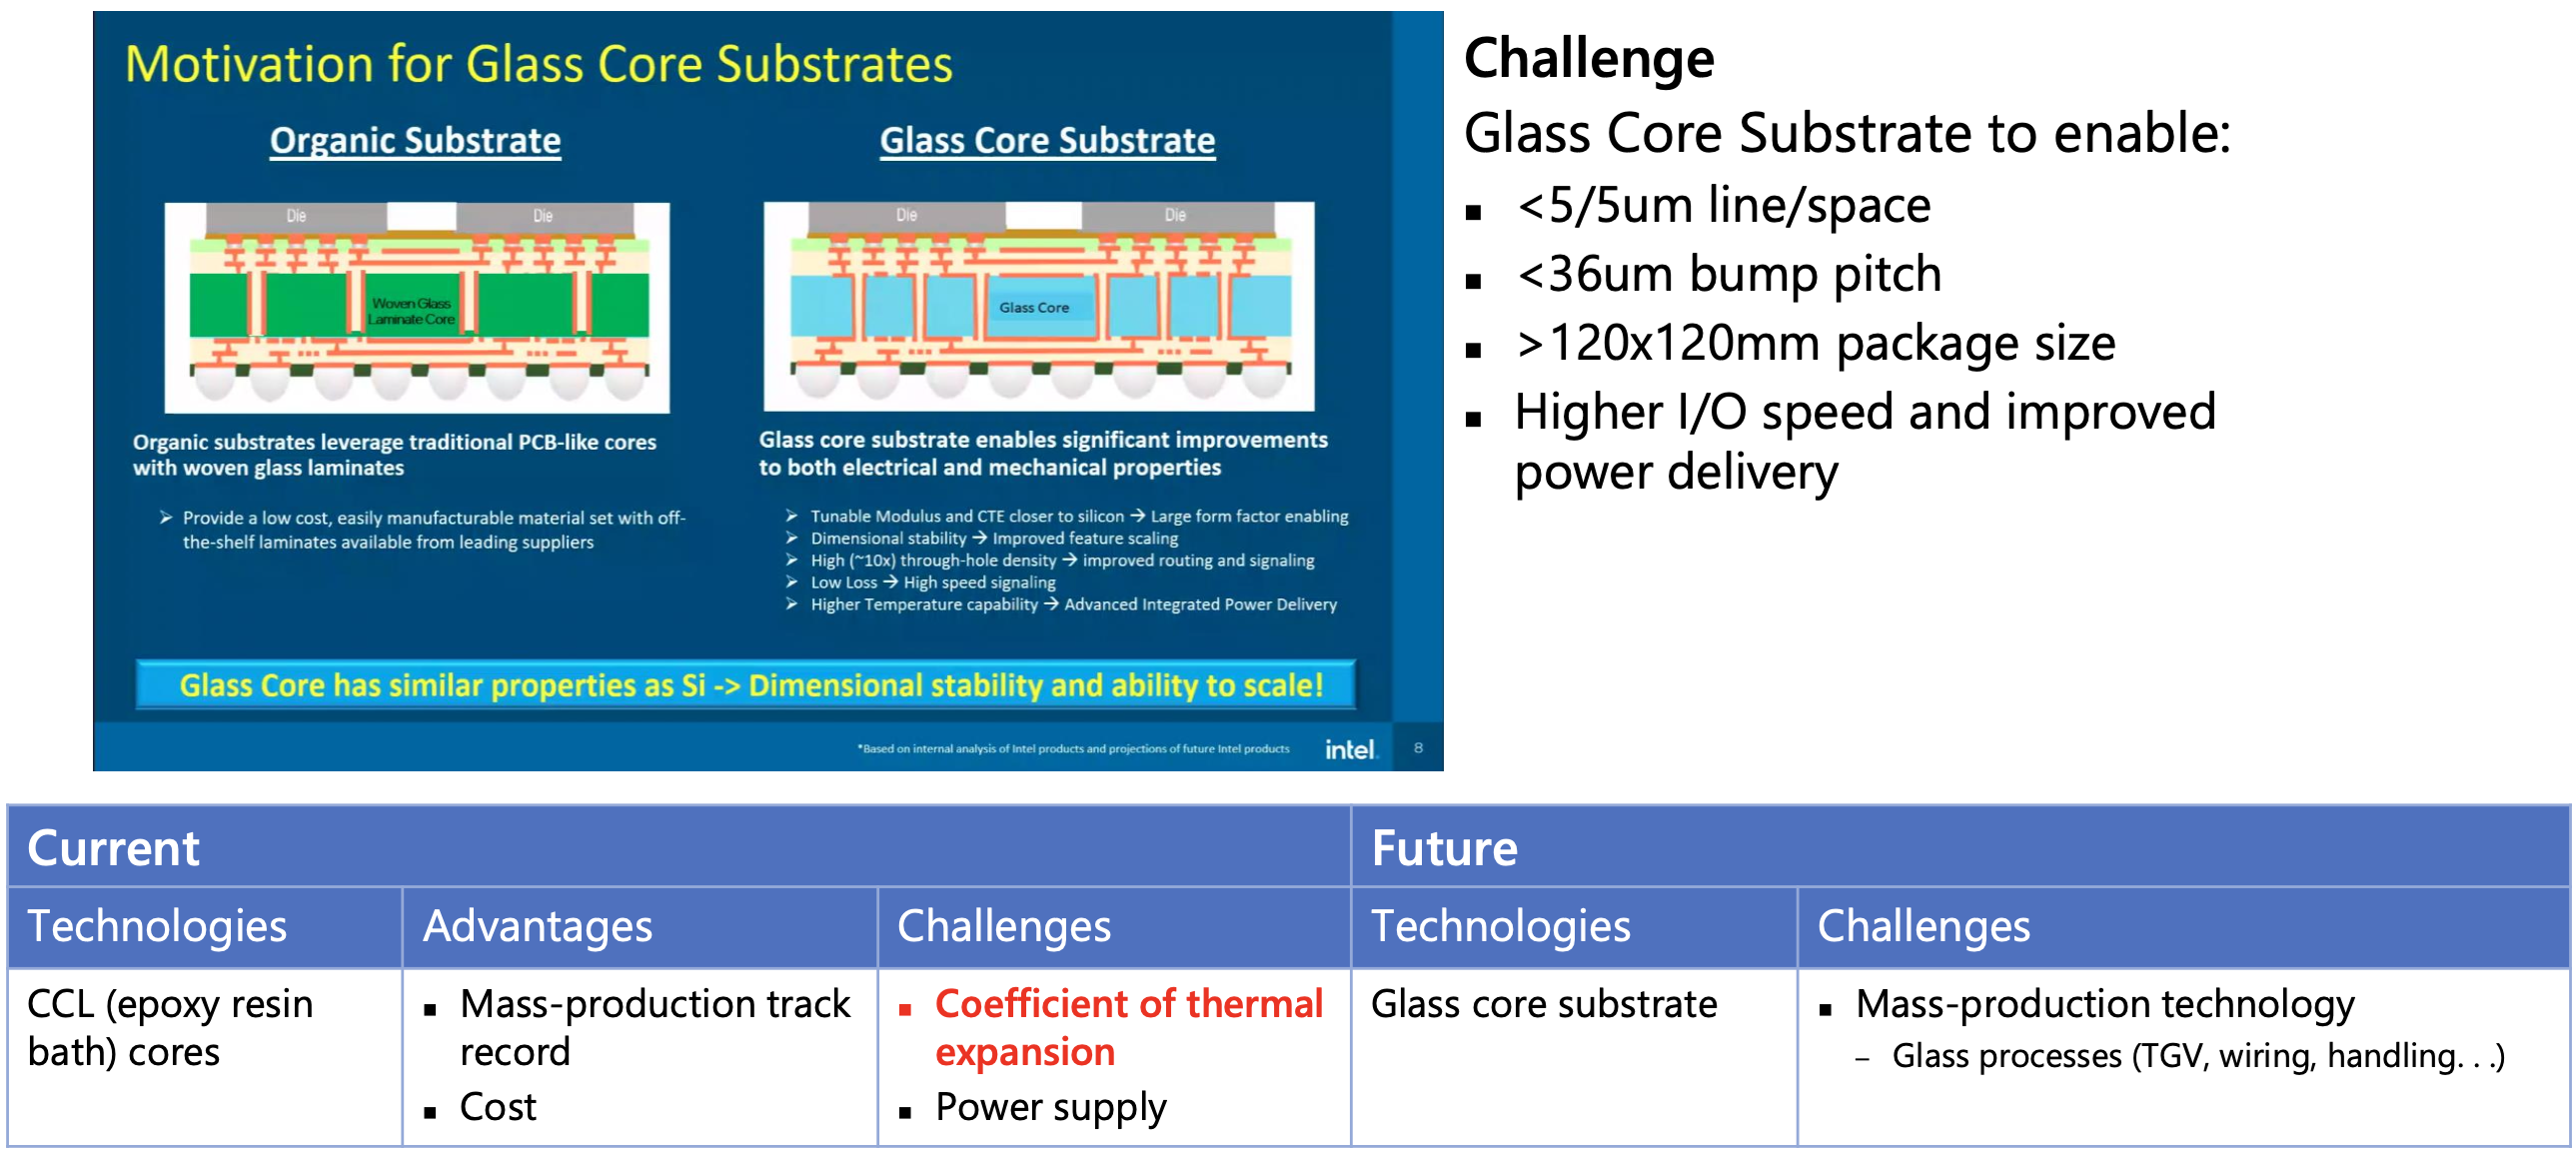 Motivation for Glass Core Substrates
Organic Substrate
Die
Die
Woven Glass
Laminate Core
Organic substrates leverage traditional PCB-like cores
with woven glass laminates
➢ Provide a low cost, easily manufacturable material set with off-
the-shelf laminates available from leading suppliers
Glass Core Substrate
Die
Die
Glass Core
Glass core substrate enables significant improvements
to both electrical and mechanical properties
➢ Tunable Modulus and CTE closer to silicon → Large form factor enabling
➢ Dimensional stability → Improved feature scaling
➢ High (~10x) through-hole density → improved routing and signaling
➢ Low Loss → High speed signaling
➢ Higher Temperature capability → Advanced Integrated Power Delivery
Glass Core has similar properties as Si -> Dimensional stability and ability to scale!
*Based on internal analysis of Intel products and projections of future Intel products
intel.
8
Challenge
Glass Core Substrate to enable:
▪ <5/5um line/space
▪ <36um bump pitch
▪ >120x120mm package size
▪ Higher I/O speed and improved
power delivery
Current
Future
Technologies
Advantages
Challenges
Technologies
Challenges
CCL (epoxy resin
bath) cores
▪ Mass-production track
record
▪ Cost
▪ Coefficient of thermal
expansion
▪ Power supply
Glass core substrate
▪ Mass-production technology
– Glass processes (TGV, wiring, handling. . .)